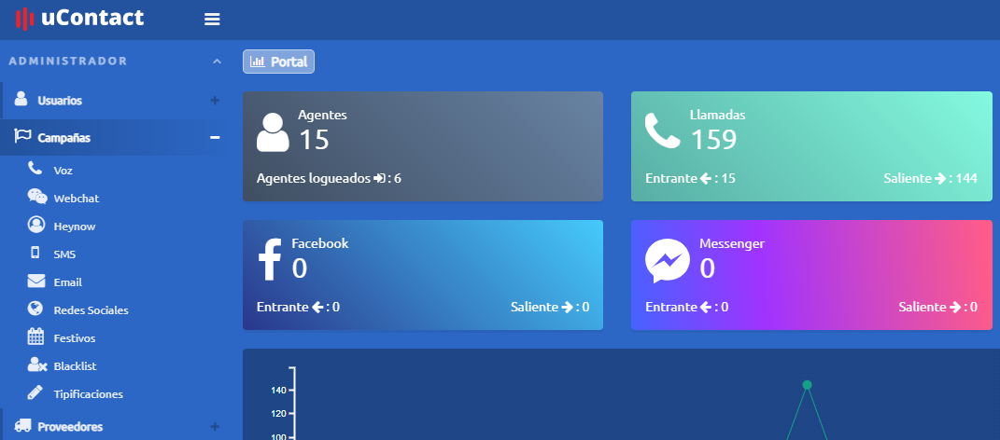 uContact
ADMINISTRADOR
Usuarios
Campañas
Voz
Webchat
Heynow
SMS
Email
Redes Sociales
Festivos
Blacklist
Tipificaciones
Proveedores
Portal
Agentes
15
Agentes logueados : 6
Llamadas
159
Entrante : 15
Saliente : 144
Facebook
0
Entrante : 0
Saliente : 0
Messenger
0
Entrante : 0
Saliente : 0
140
120
100